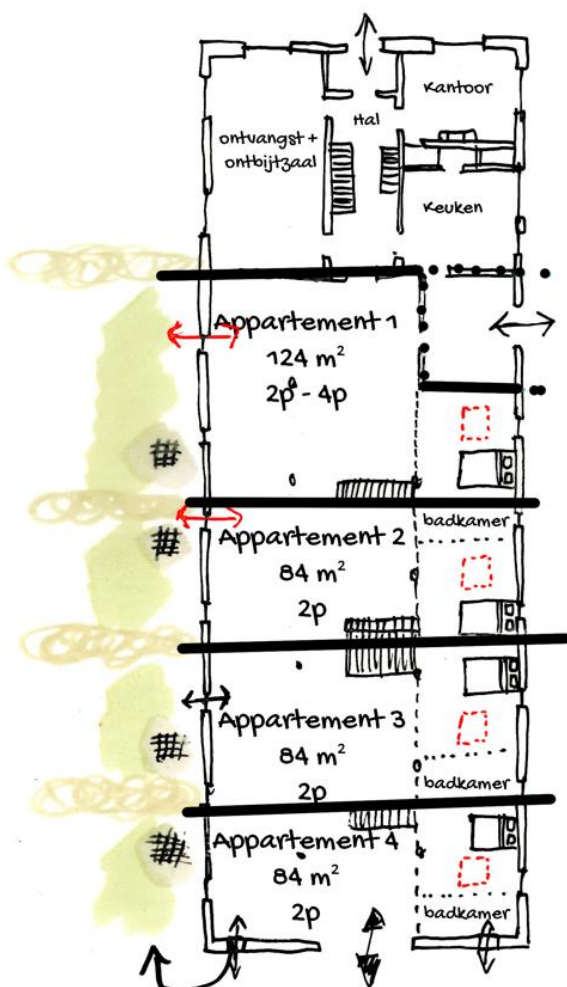 kantoor
Hal
ontvangst +
ontbijtzaal
keuken
Appartement 1
124 m²
2p - 4p
badkamer
Appartement 2
84 m²
2p
Appartement 3
84 m²
2p
badkamer
Appartement 4
84 m²
2p
badkamer